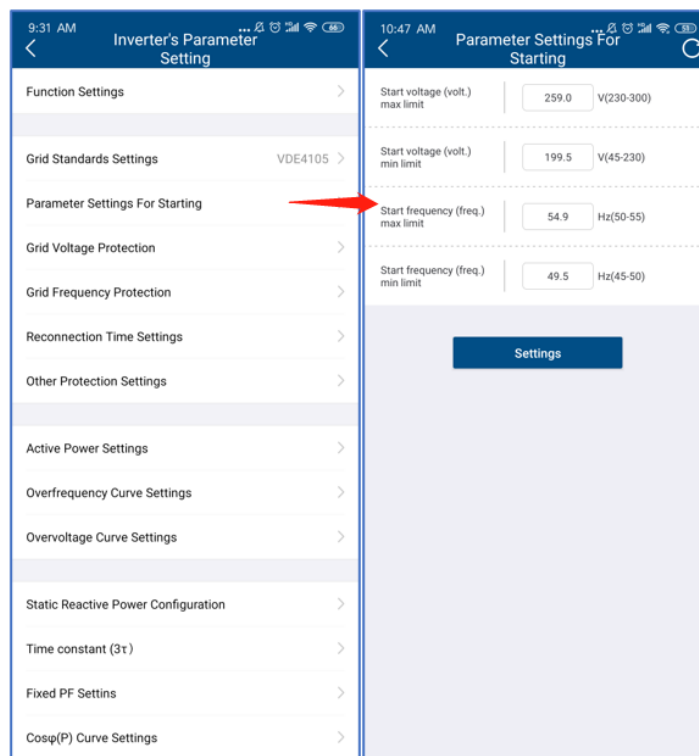 9:31 AM
Inverter's Parameter
Setting
Function Settings
Grid Standards Settings VDE4105
Parameter Settings For Starting
Grid Voltage Protection
Grid Frequency Protection
Reconnection Time Settings
Other Protection Settings
Active Power Settings
Overfrequency Curve Settings
Overvoltage Curve Settings
Static Reactive Power Configuration
Time constant (3τ)
Fixed PF Settins
Cosφ(P) Curve Settings
10:47 AM
Parameter Settings For
Starting
Start voltage (volt.)
max limit
259.0 V(230-300)
Start voltage (volt.)
min limit
199.5 V(45-230)
Start frequency (freq.)
max limit
54.9 Hz(50-55)
Start frequency (freq.)
min limit
49.5 Hz(45-50)
Settings